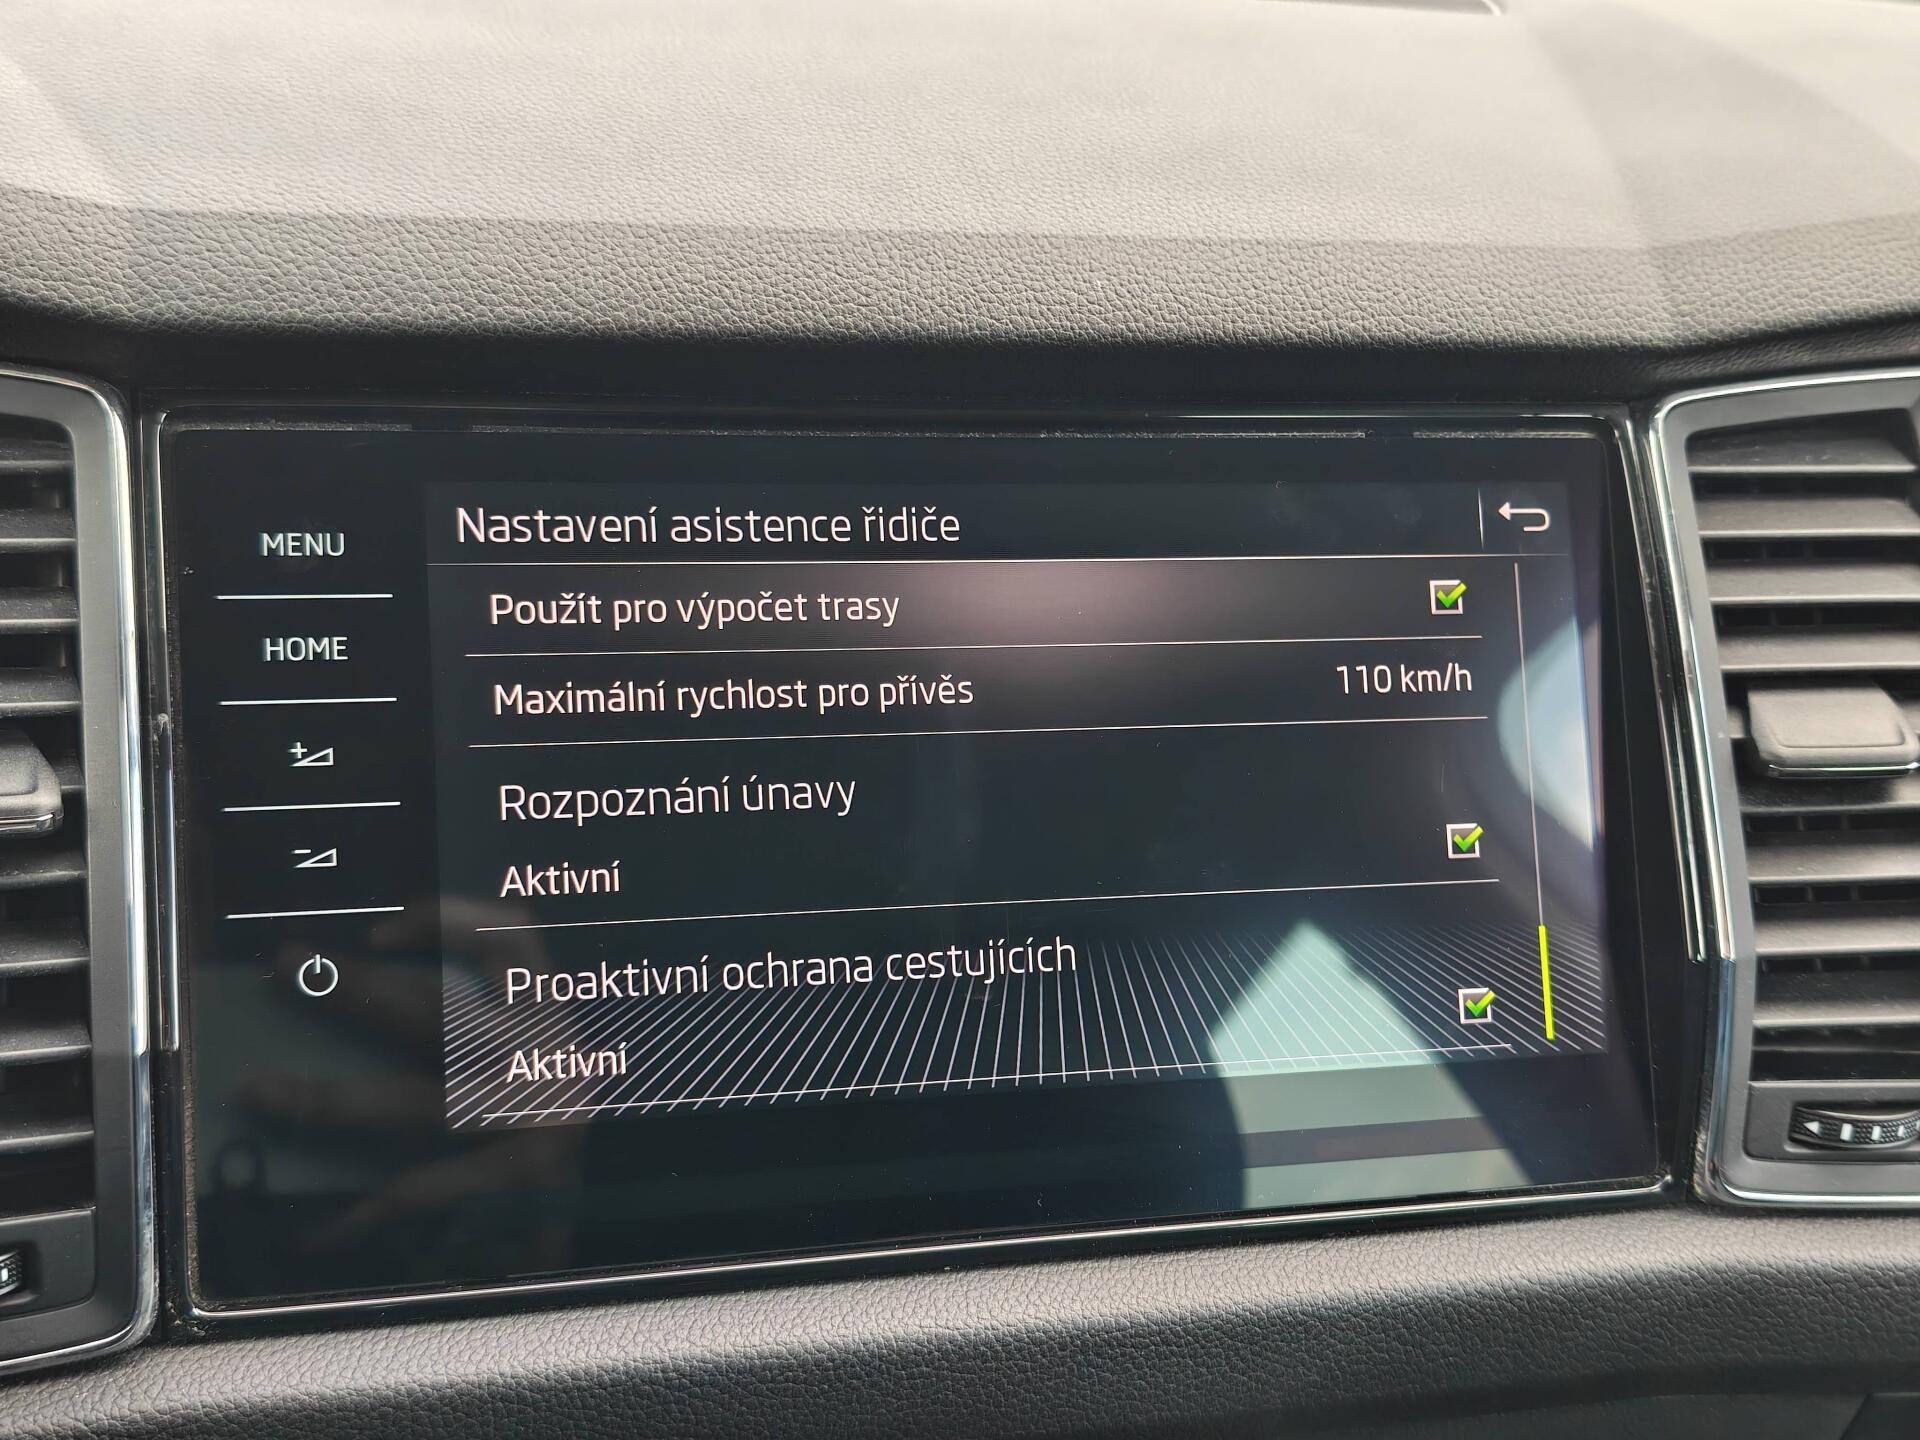 Nastavení asistence řidiče
MENU
Použít pro výpočet trasy
HOME
Maximální rychlost pro přívěs 110 km/h
Rozpoznání únavy
Aktivní
Proaktivní ochrana cestujících
Aktivní